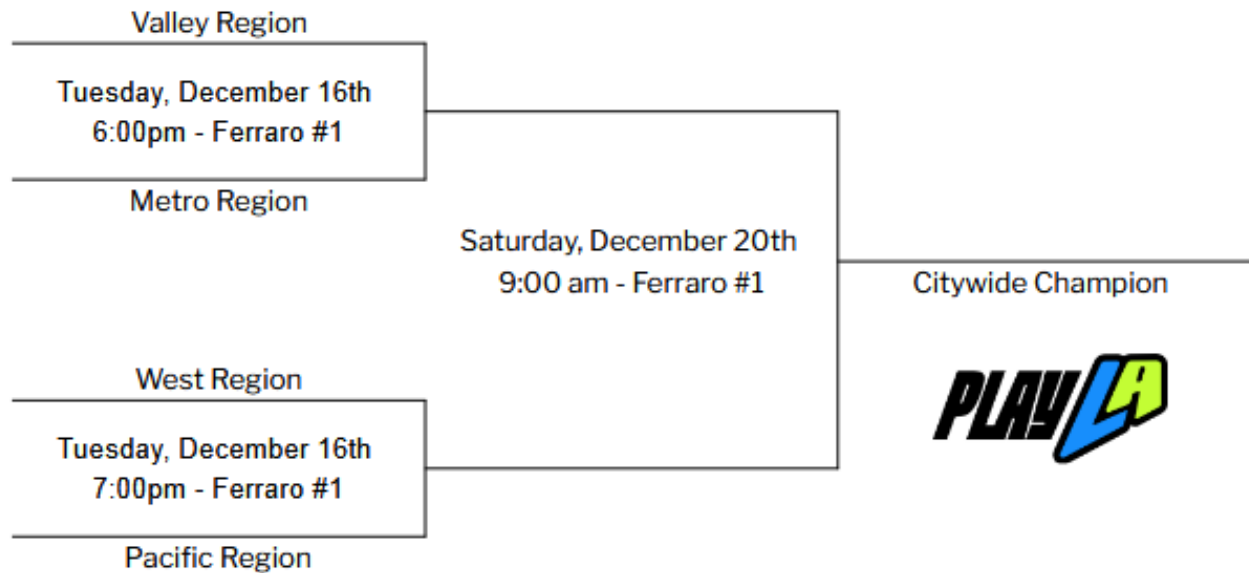 Valley Region
Tuesday, December 16th
6:00pm - Ferraro #1
Metro Region
Saturday, December 20th
9:00 am - Ferraro #1
Citywide Champion
West Region
Tuesday, December 16th
7:00pm - Ferraro #1
Pacific Region
PLAY LA